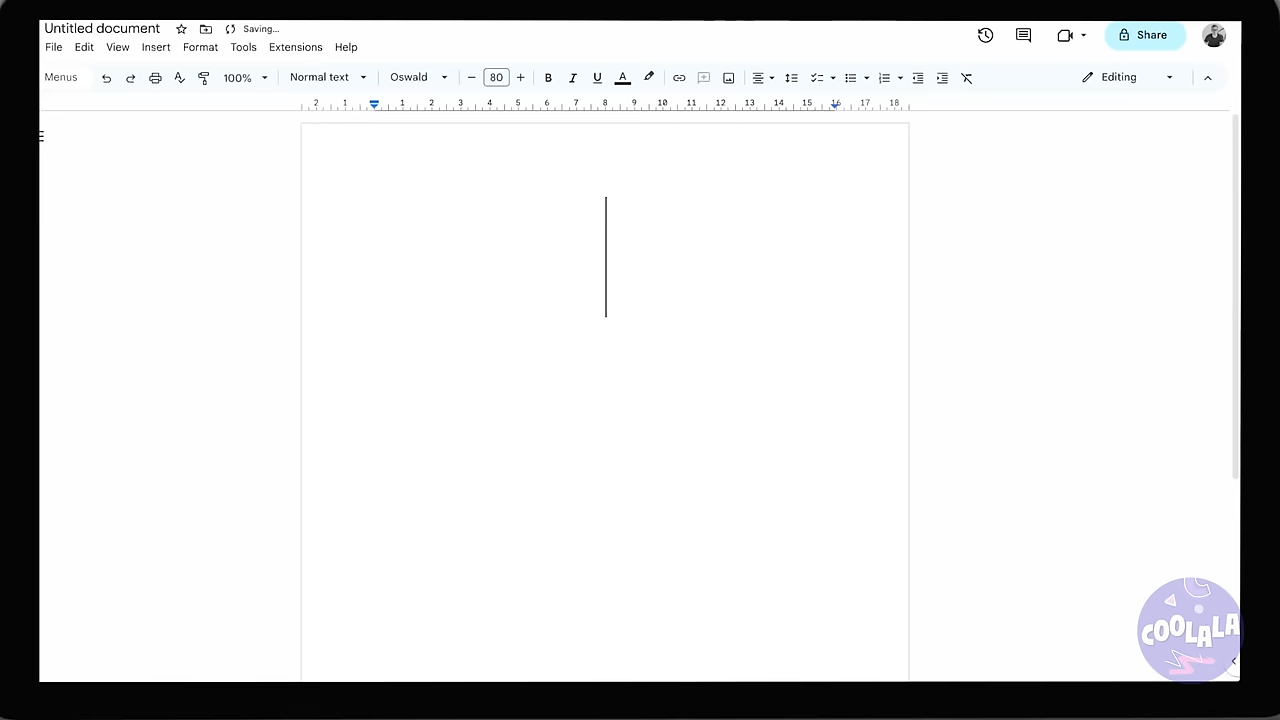 Untitled document Saving...
File Edit View Insert Format Tools Extensions Help Share
Menus 100% Normal text Oswald 80 B I U A Editing
2 1 1 2 3 4 5 6 7 8 9 10 11 12 13 14 15 16 17 18
COOLALA